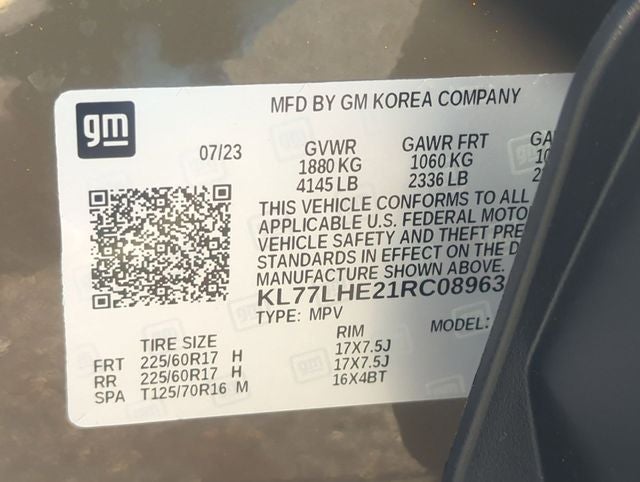 gm
MFD BY GM KOREA COMPANY
07/23 GVWR GAWR FRT
1880 KG 1060 KG
4145 LB 2336 LB
THIS VEHICLE CONFORMS TO ALL
APPLICABLE U.S. FEDERAL MOTO
VEHICLE SAFETY AND THEFT PRE
STANDARDS IN EFFECT ON THE D
MANUFACTURE SHOWN ABOVE.
KL77LHE21RC08963
TYPE: MPV MODEL:
TIRE SIZE RIM
FRT 225/60R17 H 17X7.5J
RR 225/60R17 H 17X7.5J
SPA T125/70R16 M 16X4BT